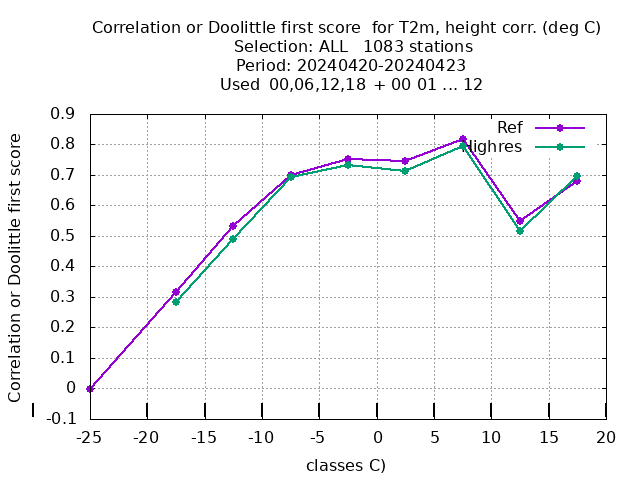 Correlation or Doolittle first score  for T2m, height corr. (deg C)
Selection: ALL   1083 stations
Period: 20240420-20240423
Used  00,06,12,18  + 00 01 ... 12
Correlation or Doolittle first score
0.9
0.8
0.7
0.6
0.5
0.4
0.3
0.2
0.1
0
-0.1
Ref
Highres
-25 -20 -15 -10 -5 0 5 10 15 20
classes C)